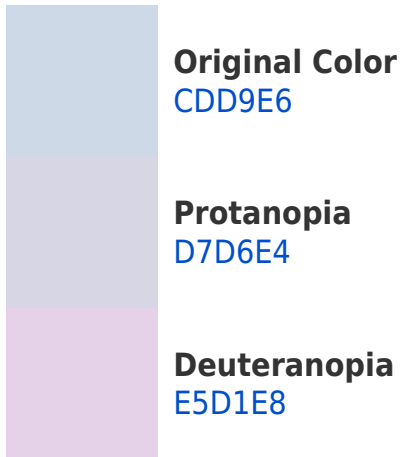 Original Color
CDD9E6
Protanopia
D7D6E4
Deuteranopia
E5D1E8